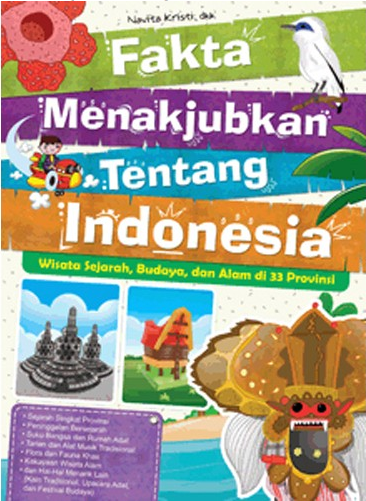 Navita Kristi, dkk.
Fakta
Menakjubkan
Tentang
Indonesia
Wisata Sejarah, Budaya, dan Alam di 33 Provinsi
• Sejarah Singkat Provinsi
• Peninggalan Bersejarah
• Suku Bangsa dan Rumah Adat
• Tarian dan Alat Musik Tradisional
• Flora dan Fauna Khas
• Kekayaan Wisata Alam
• dan Hal-Hal Menarik Lain
(Kain Tradisional, Upacara Adat,
dan Festival Budaya)